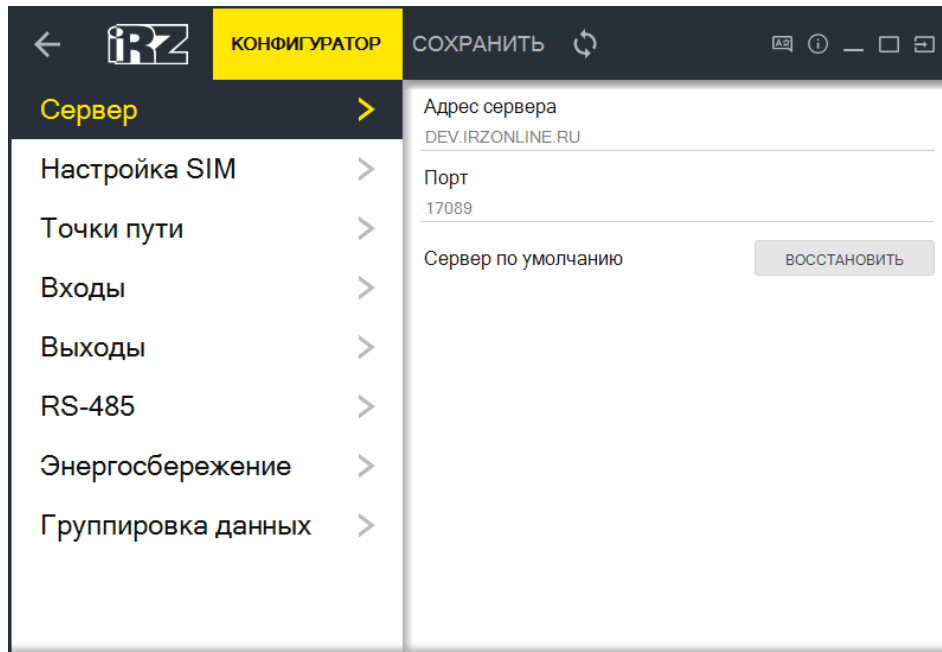 iRZ КОНФИГУРАТОР СОХРАНИТЬ
Сервер
Настройка SIM
Точки пути
Входы
Выходы
RS-485
Энергосбережение
Группировка данных
Адрес сервера
DEV.IRZONLINE.RU
Порт
17089
Сервер по умолчанию ВОССТАНОВИТЬ